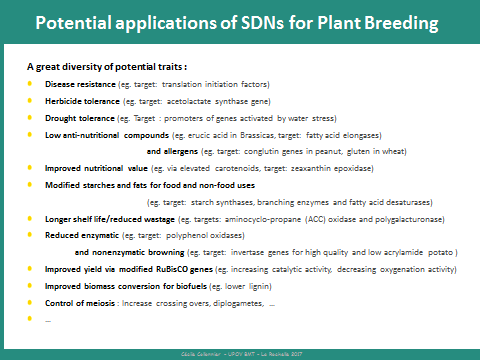 Potential applications of SDNs for Plant Breeding
A great diversity of potential traits :
Disease resistance (eg. target: translation initiation factors)
Herbicide tolerance (eg. target: acetolactate synthase gene)
Drought tolerance (eg. Target : promoters of genes activated by water stress)
Low anti-nutritional compounds (eg. erucic acid in Brassicas, target: fatty acid elongases)
and allergens (eg. target: conglutin genes in peanut, gluten in wheat)
Improved nutritional value (eg. via elevated carotenoids, target: zeaxanthin epoxidase)
Modified starches and fats for food and non-food uses
(eg. target: starch synthases, branching enzymes and fatty acid desaturases)
Longer shelf life/reduced wastage (eg. targets: aminocyclo-propane (ACC) oxidase and polygalacturonase)
Reduced enzymatic (eg. target: polyphenol oxidases)
and nonenzymatic browning (eg. target: invertase genes for high quality and low acrylamide potato )
Improved yield via modified RuBisCO genes (eg. increasing catalytic activity, decreasing oxygenation activity)
Improved biomass conversion for biofuels (eg. lower lignin)
Control of meiosis : Increase crossing overs, diplogametes, ...
...
Cécile Collonnier – UPOV BMT – La Rochelle 2017